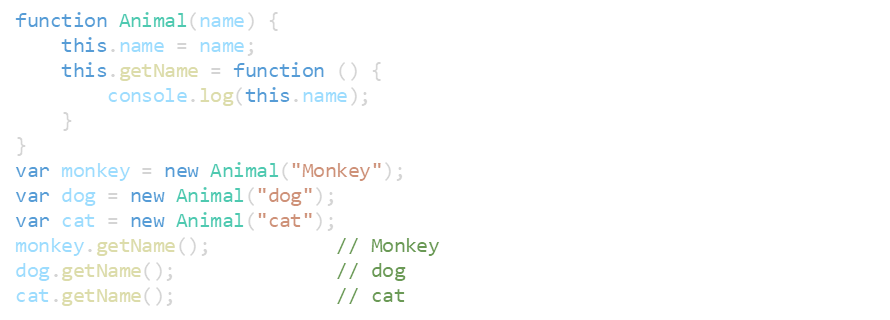 function Animal(name) {
    this.name = name;
    this.getName = function () {
        console.log(this.name);
    }
}
var monkey = new Animal("Monkey");
var dog = new Animal("dog");
var cat = new Animal("cat");
monkey.getName();           // Monkey
dog.getName();              // dog
cat.getName();              // cat